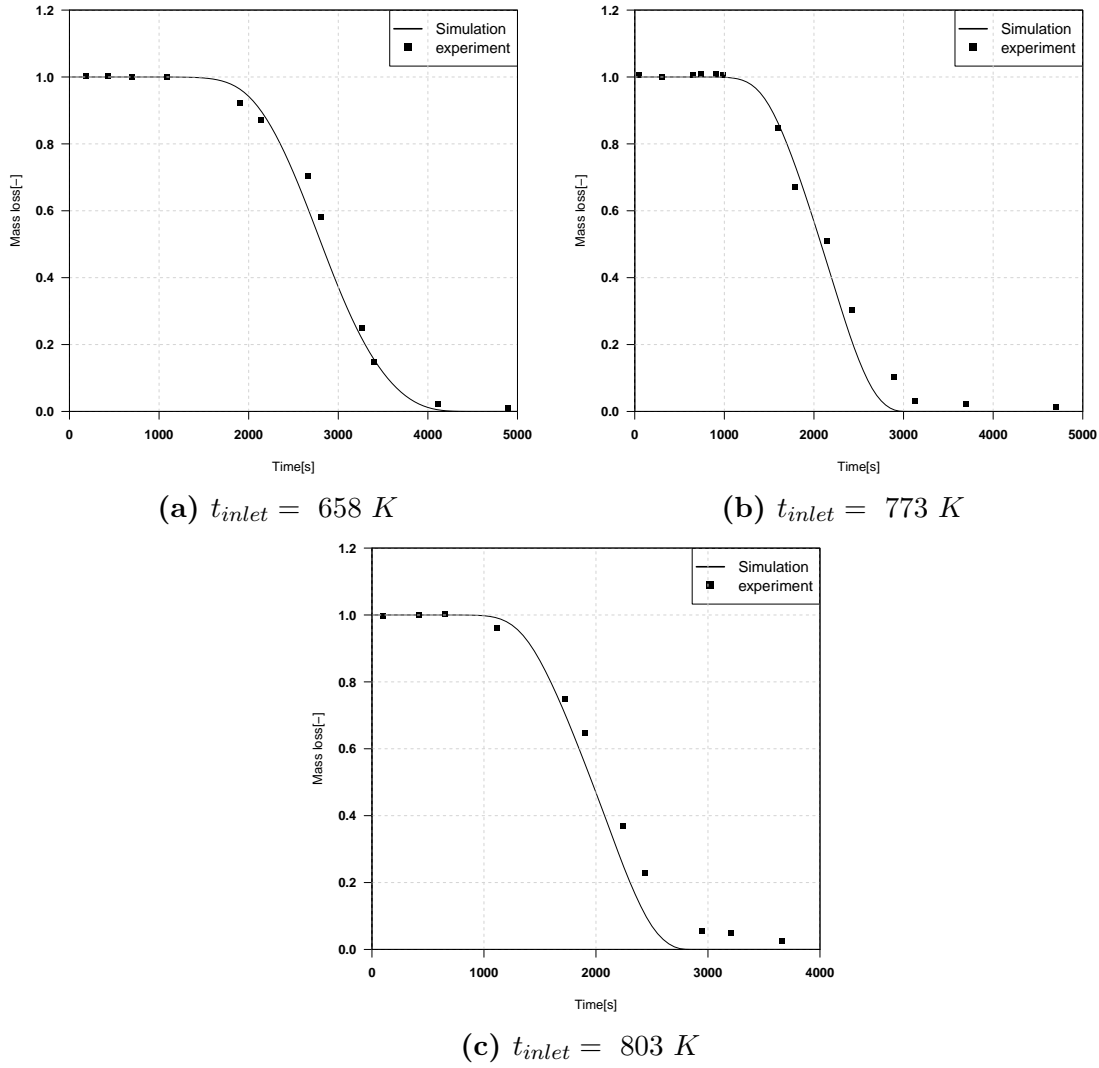 1.2
1.0
0.8
0.6
0.4
0.2
0.0
Mass loss[−]
Simulation
experiment
0 1000 2000 3000 4000 5000
Time[s]
(a) t_inlet = 658 K
1.2
1.0
0.8
0.6
0.4
0.2
0.0
Mass loss[−]
Simulation
experiment
0 1000 2000 3000 4000 5000
Time[s]
(b) t_inlet = 773 K
1.2
1.0
0.8
0.6
0.4
0.2
0.0
Mass loss[−]
Simulation
experiment
0 1000 2000 3000 4000
Time[s]
(c) t_inlet = 803 K